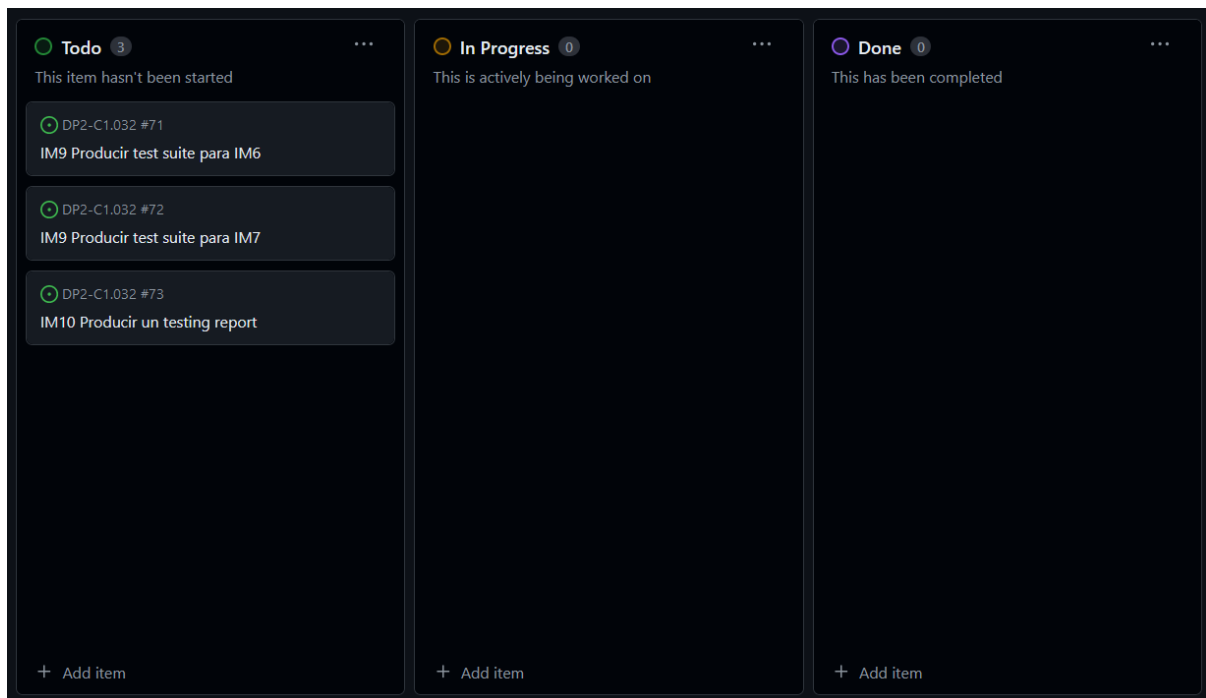 Todo 3
This item hasn't been started
DP2-C1.032 #71
IM9 Producir test suite para IM6
DP2-C1.032 #72
IM9 Producir test suite para IM7
DP2-C1.032 #73
IM10 Producir un testing report
+ Add item
In Progress 0
This is actively being worked on
+ Add item
Done 0
This has been completed
+ Add item